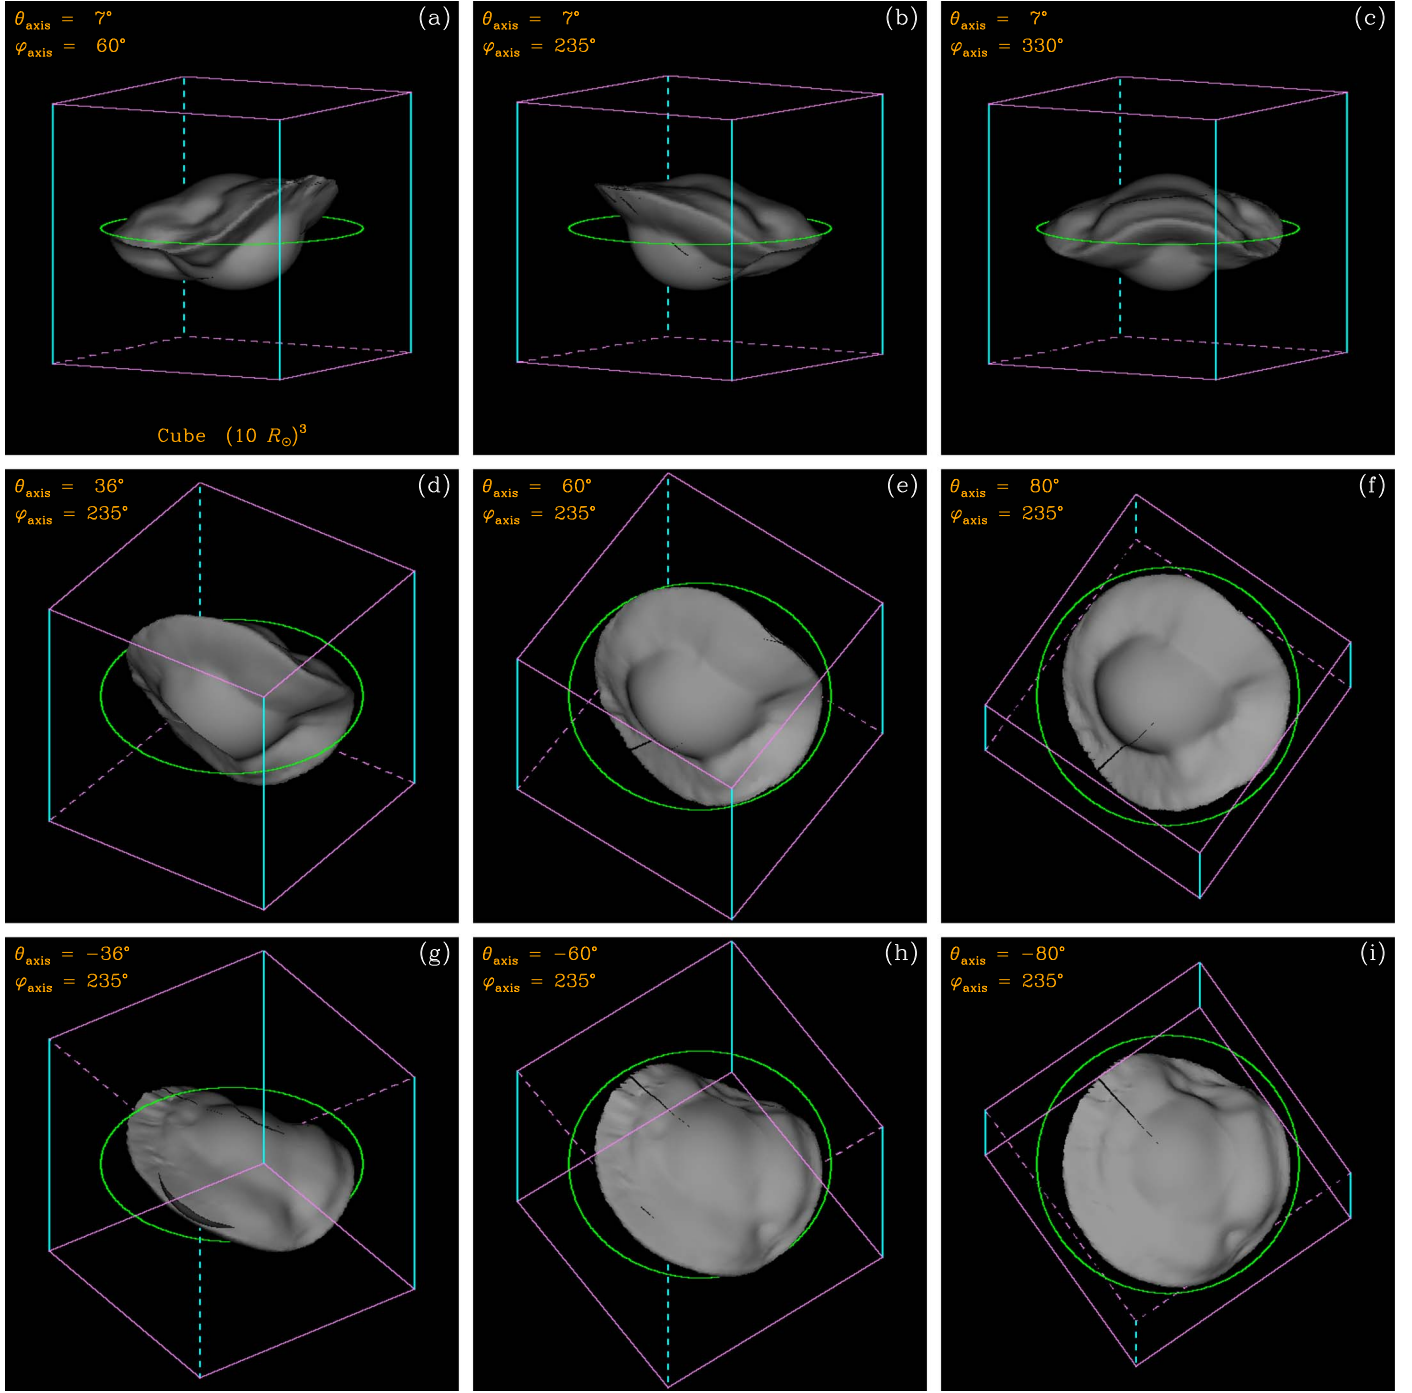 θaxis = 7°
φaxis = 60°
(a)
Cube (10 R☉)³
θaxis = 7°
φaxis = 235°
(b)
θaxis = 7°
φaxis = 330°
(c)
θaxis = 36°
φaxis = 235°
(d)
θaxis = 60°
φaxis = 235°
(e)
θaxis = 80°
φaxis = 235°
(f)
θaxis = −36°
φaxis = 235°
(g)
θaxis = −60°
φaxis = 235°
(h)
θaxis = −80°
φaxis = 235°
(i)